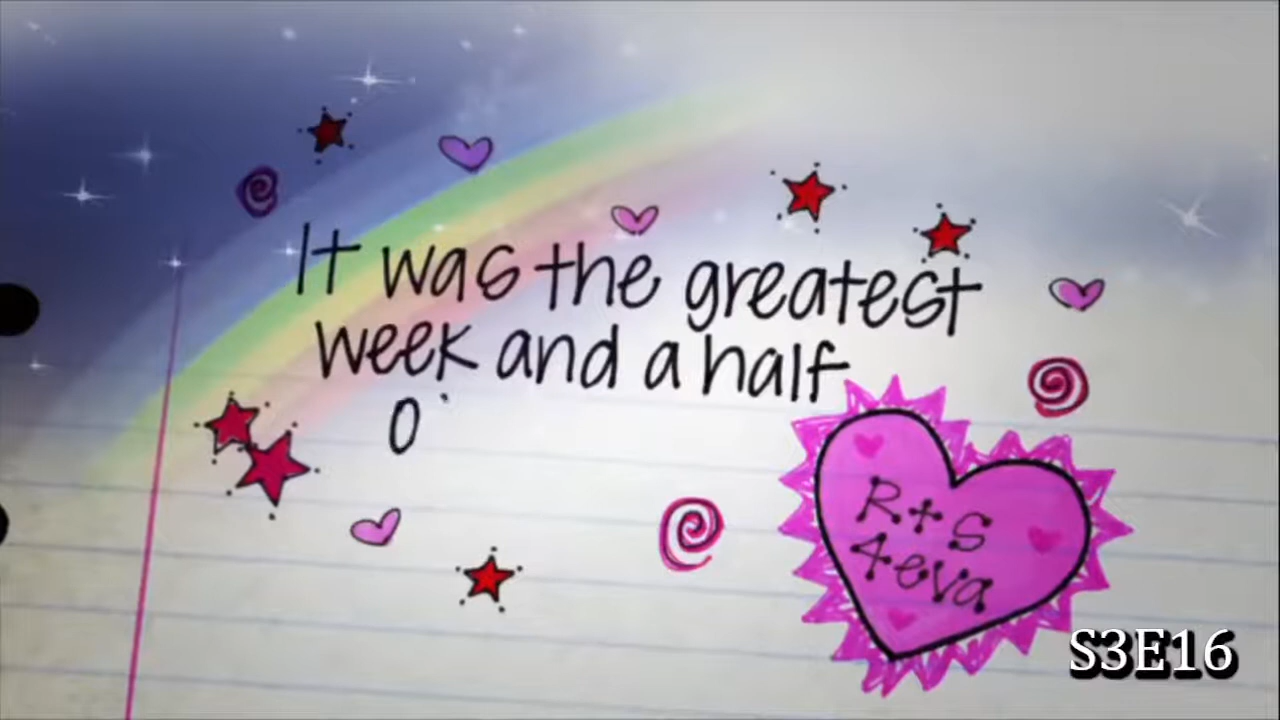 It was the greatest
week and a half
o
R+S
4eva
S3E16